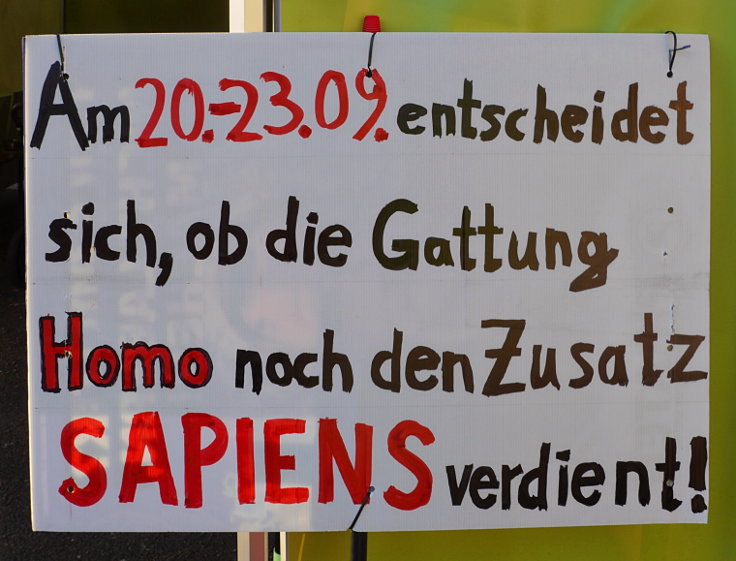 Am 20.-23.09. entscheidet
sich, ob die Gattung
Homo noch den Zusatz
SAPIENS verdient!